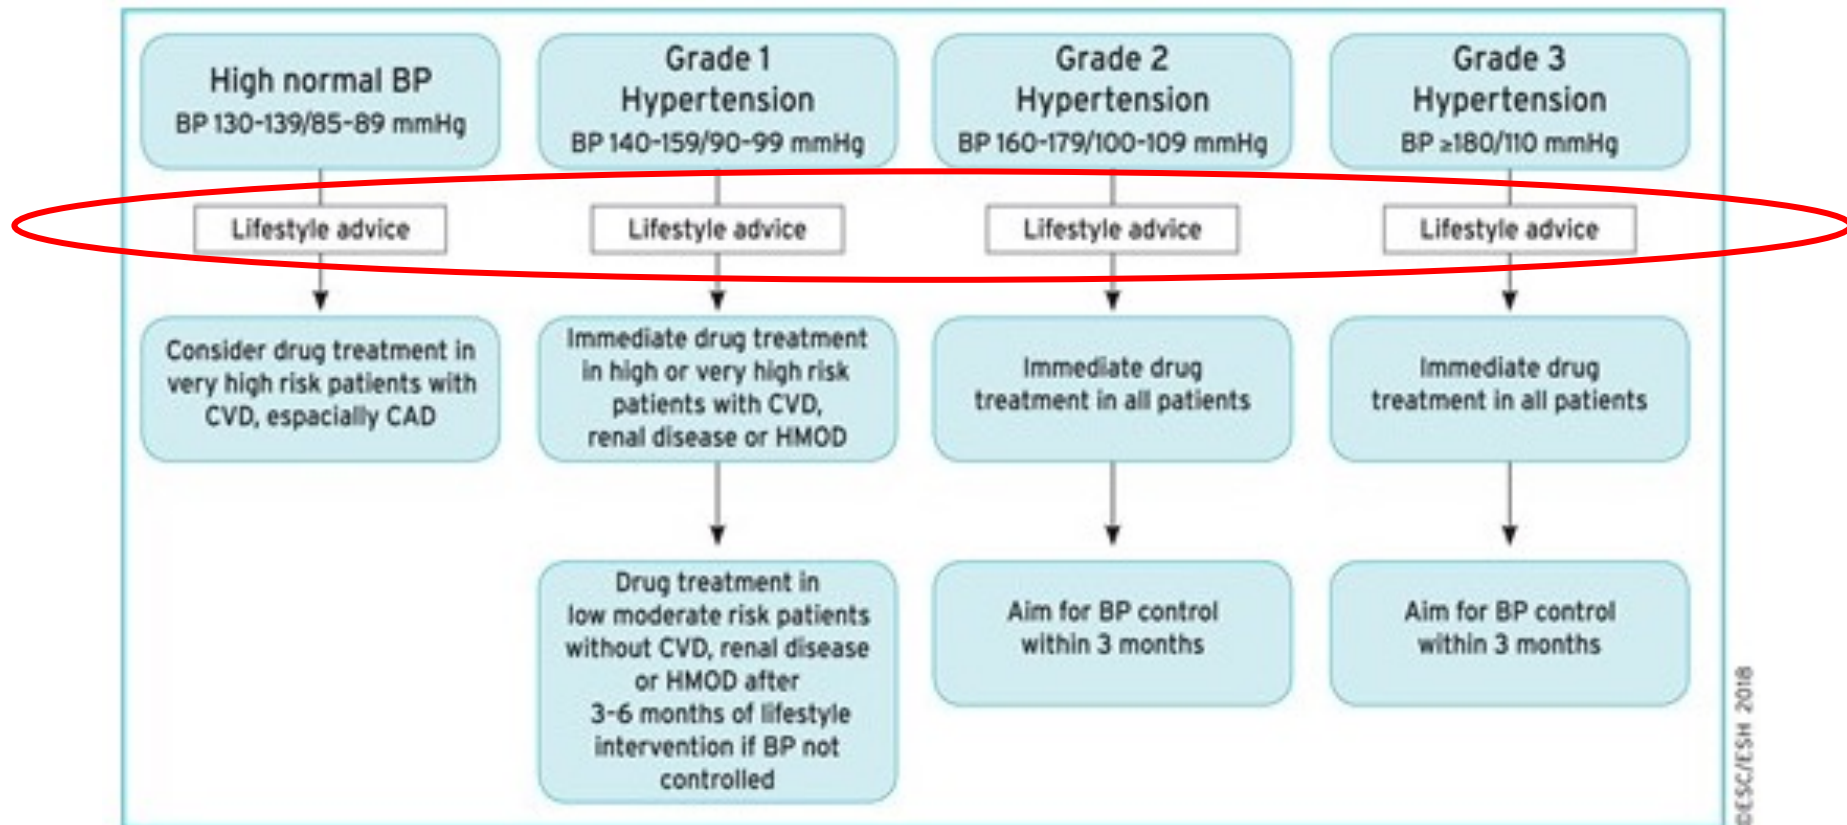 High normal BP
BP 130-139/85-89 mmHg
Grade 1
Hypertension
BP 140-159/90-99 mmHg
Grade 2
Hypertension
BP 160-179/100-109 mmHg
Grade 3
Hypertension
BP ≥180/110 mmHg
Lifestyle advice
Lifestyle advice
Lifestyle advice
Lifestyle advice
Consider drug treatment in
very high risk patients with
CVD, espacially CAD
Immediate drug treatment
in high or very high risk
patients with CVD,
renal disease or HMOD
Immediate drug
treatment in all patients
Immediate drug
treatment in all patients
Drug treatment in
low moderate risk patients
without CVD, renal disease
or HMOD after
3-6 months of lifestyle
intervention if BP not
controlled
Aim for BP control
within 3 months
Aim for BP control
within 3 months
ESC/ESH 2018